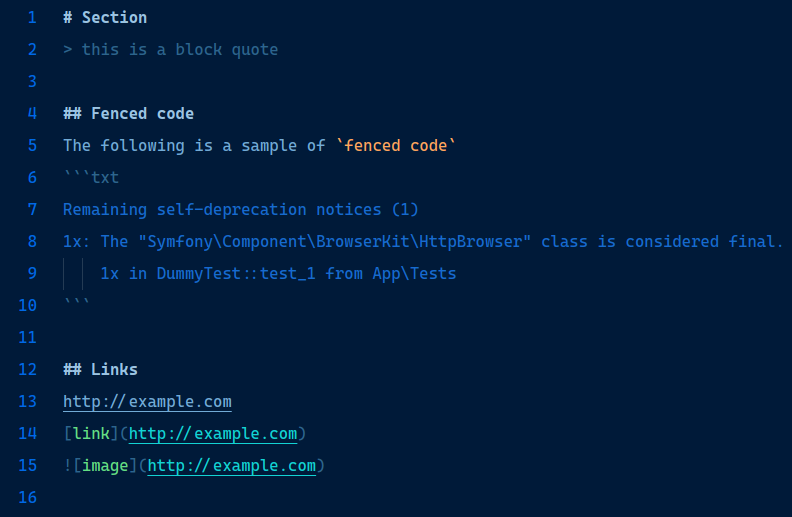 1 # Section
2 > this is a block quote
3
4 ## Fenced code
5 The following is a sample of `fenced code`
6 ```txt
7 Remaining self-deprecation notices (1)
8 1x: The "Symfony\Component\BrowserKit\HttpBrowser" class is considered final.
9     1x in DummyTest::test_1 from App\Tests
10 ```
11
12 ## Links
13 http://example.com
14 [link](http://example.com)
15 ![image](http://example.com)
16